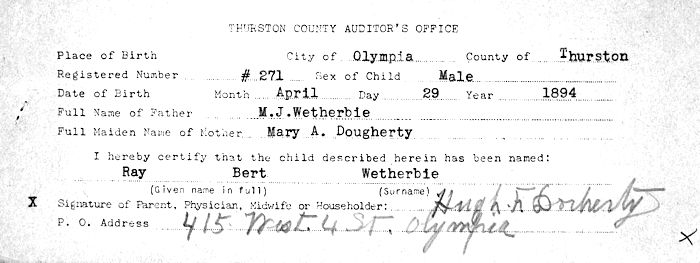 THURSTON COUNTY AUDITOR'S OFFICE
Place of Birth City of Olympia County of Thurston
Registered Number #271 Sex of Child Male
Date of Birth Month April Day 29 Year 1894
Full Name of Father M.J.Wetherbie
Full Maiden Name of Mother Mary A. Dougherty
I hereby certify that the child described herein has been named:
Ray Bert Wetherbie
(Given name in full) (Surname)
X Signature of Parent, Physician, Midwife or Householder: Hugh F. Docherty
P. O. Address 415 West 4 St. Olympia X